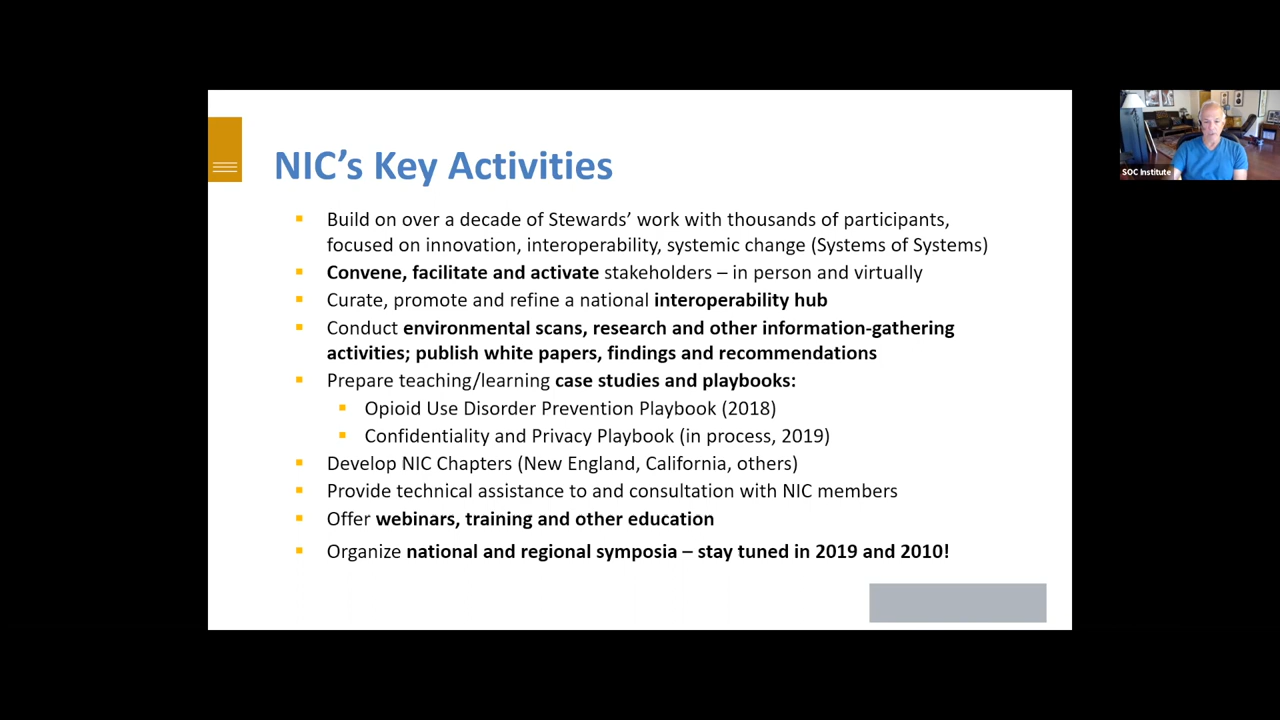 NIC's Key Activities
Build on over a decade of Stewards' work with thousands of participants,
focused on innovation, interoperability, systemic change (Systems of Systems)
Convene, facilitate and activate stakeholders – in person and virtually
Curate, promote and refine a national interoperability hub
Conduct environmental scans, research and other information-gathering
activities; publish white papers, findings and recommendations
Prepare teaching/learning case studies and playbooks:
Opioid Use Disorder Prevention Playbook (2018)
Confidentiality and Privacy Playbook (in process, 2019)
Develop NIC Chapters (New England, California, others)
Provide technical assistance to and consultation with NIC members
Offer webinars, training and other education
Organize national and regional symposia – stay tuned in 2019 and 2010!
SOC Institute